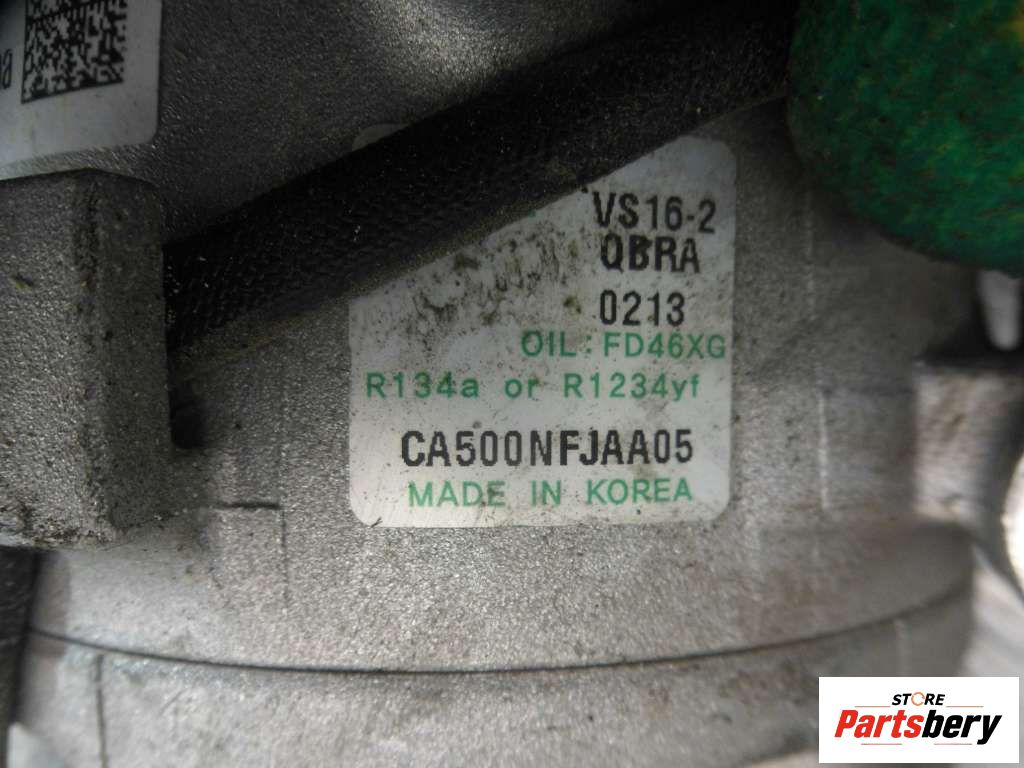 VS16-2
QBRA
0213
OIL: FD46XG
R134a or R1234yf
CA500NFJAA05
MADE IN KOREA
STORE
Partsbery